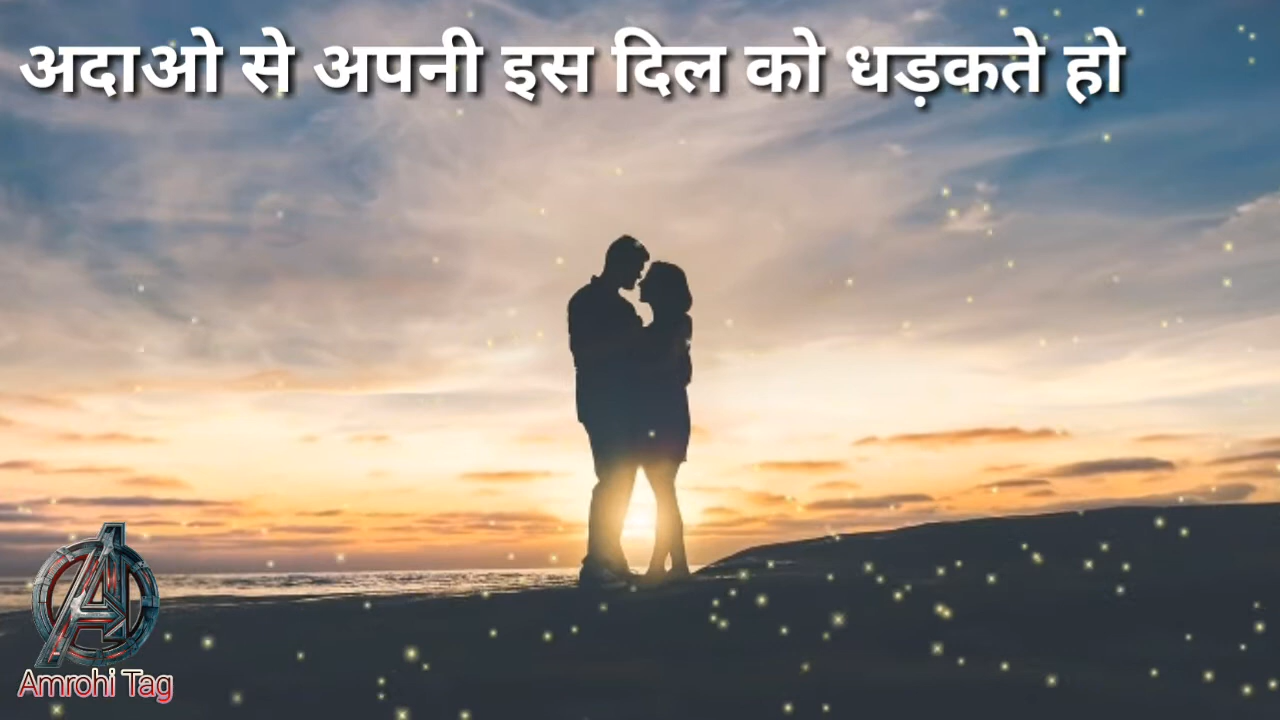 अदाओ से अपनी इस दिल को धड़कते हो
Amrohi Tag